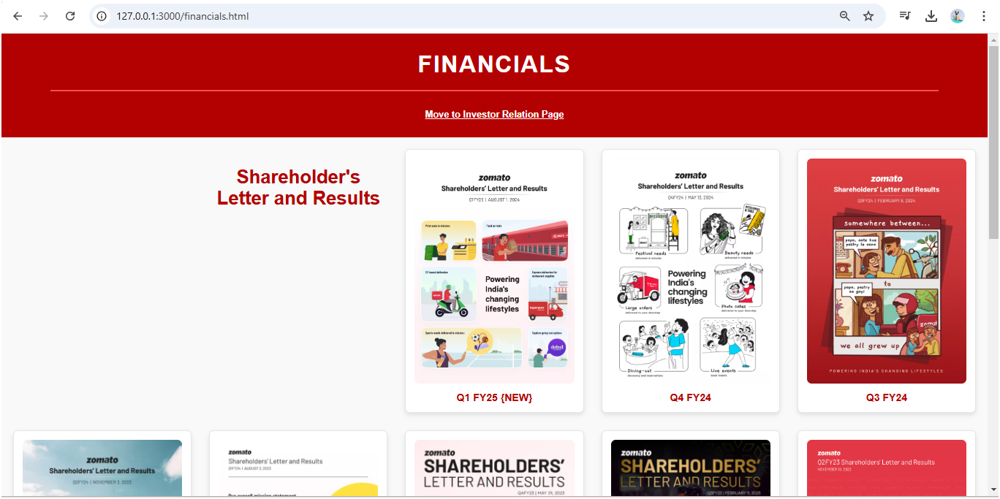 127.0.0.1:3000/financials.html
FINANCIALS
Move to Investor Relation Page
Shareholder's
Letter and Results
zomato
Shareholders' Letter and Results
Q1FY25 | AUGUST 1, 2024
Print outs in minutes
Food on train
EV based deliveries
Powering
India's
changing
lifestyles
Express deliveries for
restaurant supplies
hyperpure
Sports needs delivered in minutes
Explore going-out options
district
Q1 FY25 {NEW}
zomato
Shareholders' Letter and Results
Q4FY24 | MAY 13, 2024
Festival needs
delivered in minutes
Beauty needs
delivered in minutes
Powering
India's
changing
lifestyles
Large orders
delivered to your doorstep
Photo cakes
delivered to your doorstep
Dining-out
discovery and reservations
Live events
book tickets
Q4 FY24
zomato
Shareholders' Letter and Results
Q3FY24 | FEBRUARY 8, 2024
somewhere between...
papa, aate hue
pastry le aana
to
papa, pastry
aa gayi
zomat
we all grew up
POWERING INDIA'S CHANGING LIFESTYLES
Q3 FY24
zomato
Shareholders' Letter and Results
Q2FY24 | NOVEMBER 3, 2023
zomato
Shareholders' Letter and Results
Q1FY24 | AUGUST 3, 2023
Our overall mission statement
zomato
SHAREHOLDERS'
LETTER AND RESULTS
Q4FY23 | MAY 19, 2023
zomato
SHAREHOLDERS'
LETTER AND RESULTS
Q3FY23 | FEBRUARY 9, 2023
zomato
Q2FY23 Shareholders' Letter and Results
NOVEMBER 10, 2022